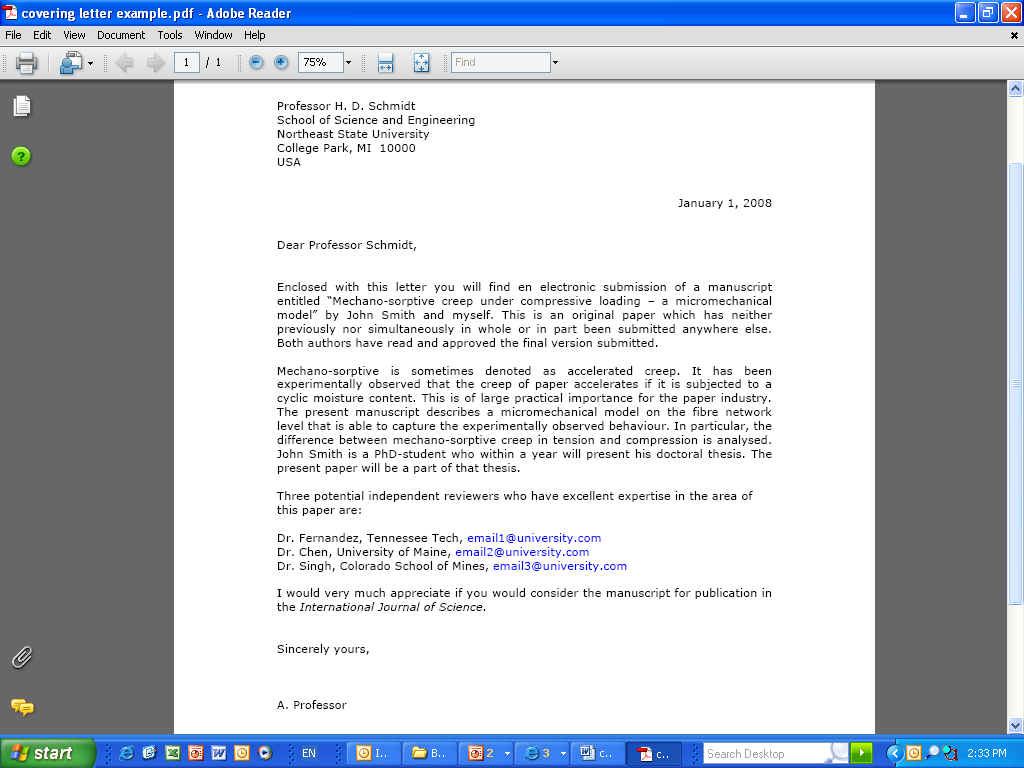 covering letter example.pdf - Adobe Reader
File Edit View Document Tools Window Help
1 / 1 75% Find
Professor H. D. Schmidt
School of Science and Engineering
Northeast State University
College Park, MI 10000
USA
January 1, 2008
Dear Professor Schmidt,
Enclosed with this letter you will find en electronic submission of a manuscript
entitled “Mechano-sorptive creep under compressive loading – a micromechanical
model” by John Smith and myself. This is an original paper which has neither
previously nor simultaneously in whole or in part been submitted anywhere else.
Both authors have read and approved the final version submitted.
Mechano-sorptive is sometimes denoted as accelerated creep. It has been
experimentally observed that the creep of paper accelerates if it is subjected to a
cyclic moisture content. This is of large practical importance for the paper industry.
The present manuscript describes a micromechanical model on the fibre network
level that is able to capture the experimentally observed behaviour. In particular, the
difference between mechano-sorptive creep in tension and compression is analysed.
John Smith is a PhD-student who within a year will present his doctoral thesis. The
present paper will be a part of that thesis.
Three potential independent reviewers who have excellent expertise in the area of
this paper are:
Dr. Fernandez, Tennessee Tech, email1@university.com
Dr. Chen, University of Maine, email2@university.com
Dr. Singh, Colorado School of Mines, email3@university.com
I would very much appreciate if you would consider the manuscript for publication in
the International Journal of Science.
Sincerely yours,
A. Professor
start EN I.. B.. 2 3 c.. c.. Search Desktop 2:33 PM